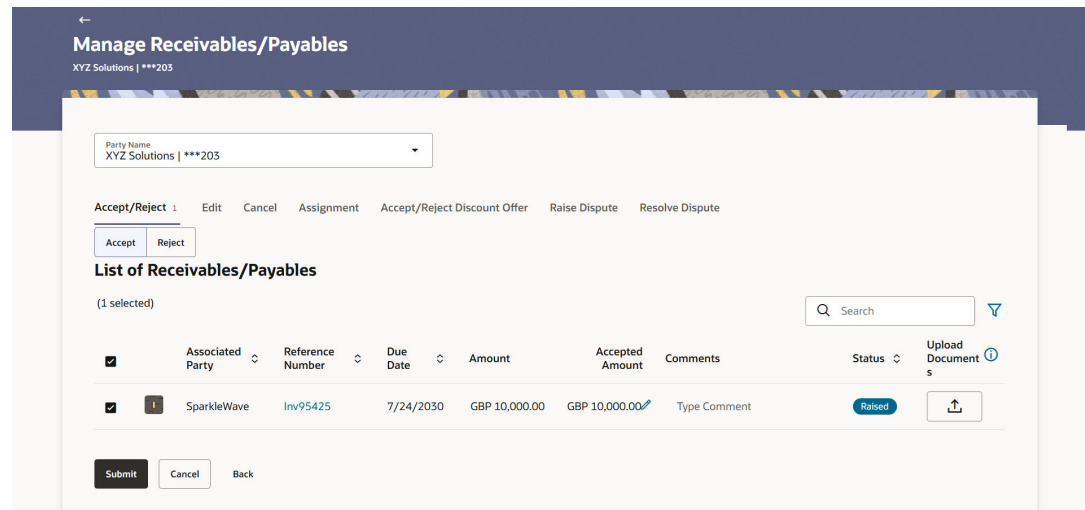 ←
Manage Receivables/Payables
XYZ Solutions | ***203
Party Name
XYZ Solutions | ***203
Accept/Reject 1 Edit Cancel Assignment Accept/Reject Discount Offer Raise Dispute Resolve Dispute
Accept Reject
List of Receivables/Payables
(1 selected)
Search
Associated Party Reference Number Due Date Amount Accepted Amount Comments Status Upload Documents
SparkleWave Inv95425 7/24/2030 GBP 10,000.00 GBP 10,000.00 Type Comment Raised
Submit Cancel Back